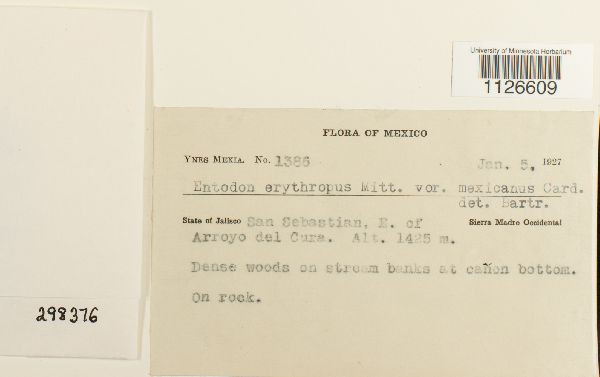 University of Minnesota Herbarium
1126609
FLORA OF MEXICO
YNES MEXIA. No. 1386 Jan. 5, 1927
Entodon erythropus Mitt. var. mexicanus Card.
det. Bartr.
State of Jalisco San Sebastian, E. of Sierra Madre Occidental
Arroyo del Cura. Alt. 1425 m.
Dense woods on stream banks at cañon bottom.
On rock.
298376